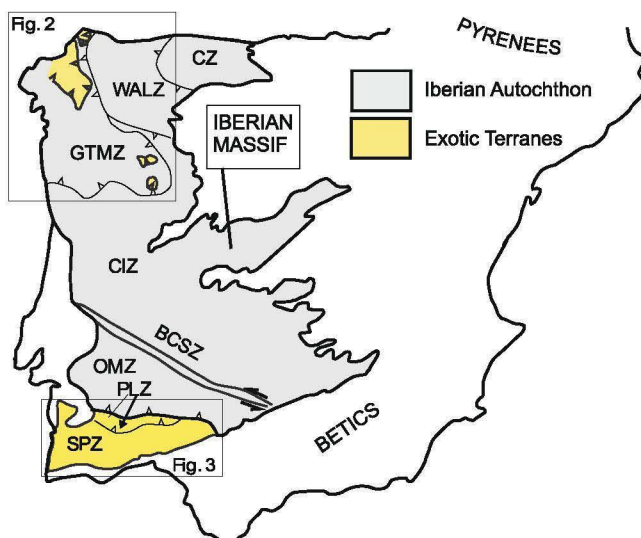 Fig. 2
PYRENEES
CZ
WALZ
Iberian Autochthon
IBERIAN
MASSIF
Exotic Terranes
GTMZ
CIZ
BCSZ
OMZ
PLZ
BETICS
SPZ
Fig. 3